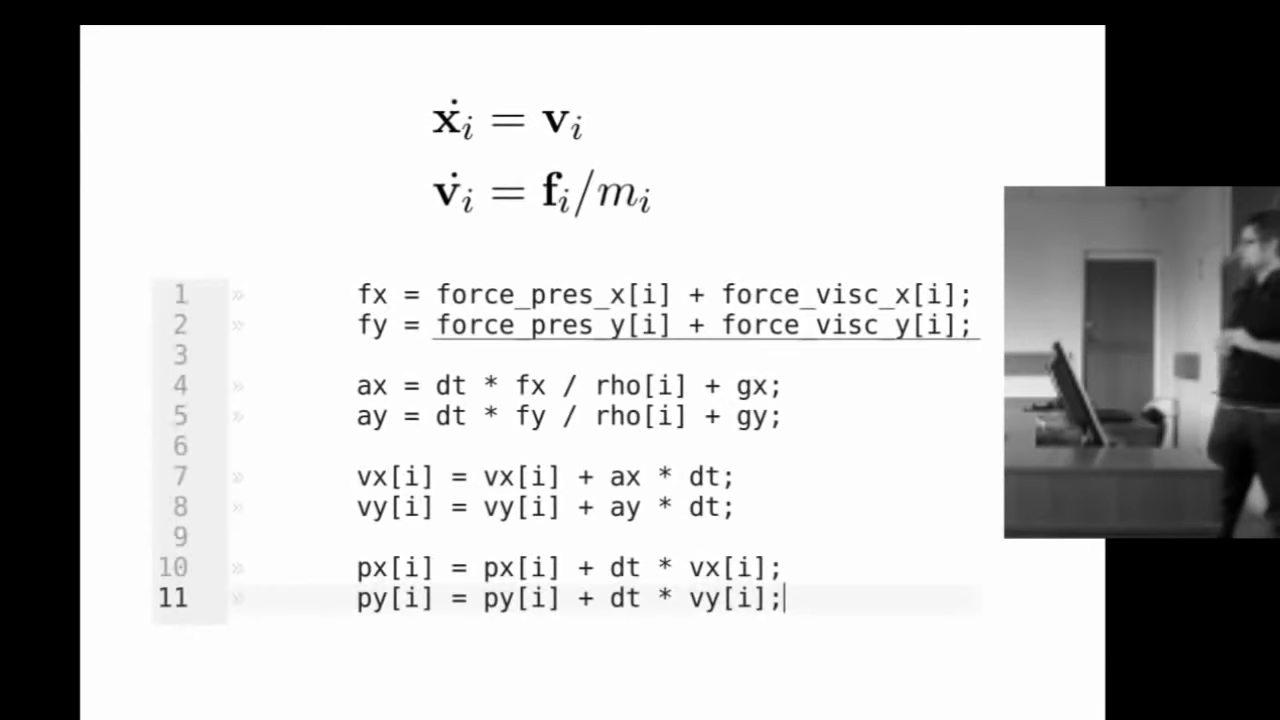 ẋᵢ = vᵢ
v̇ᵢ = fᵢ/mᵢ
1 » fx = force_pres_x[i] + force_visc_x[i];
2 » fy = force_pres_y[i] + force_visc_y[i];
3
4 » ax = dt * fx / rho[i] + gx;
5 » ay = dt * fy / rho[i] + gy;
6
7 » vx[i] = vx[i] + ax * dt;
8 » vy[i] = vy[i] + ay * dt;
9
10 » px[i] = px[i] + dt * vx[i];
11 » py[i] = py[i] + dt * vy[i];